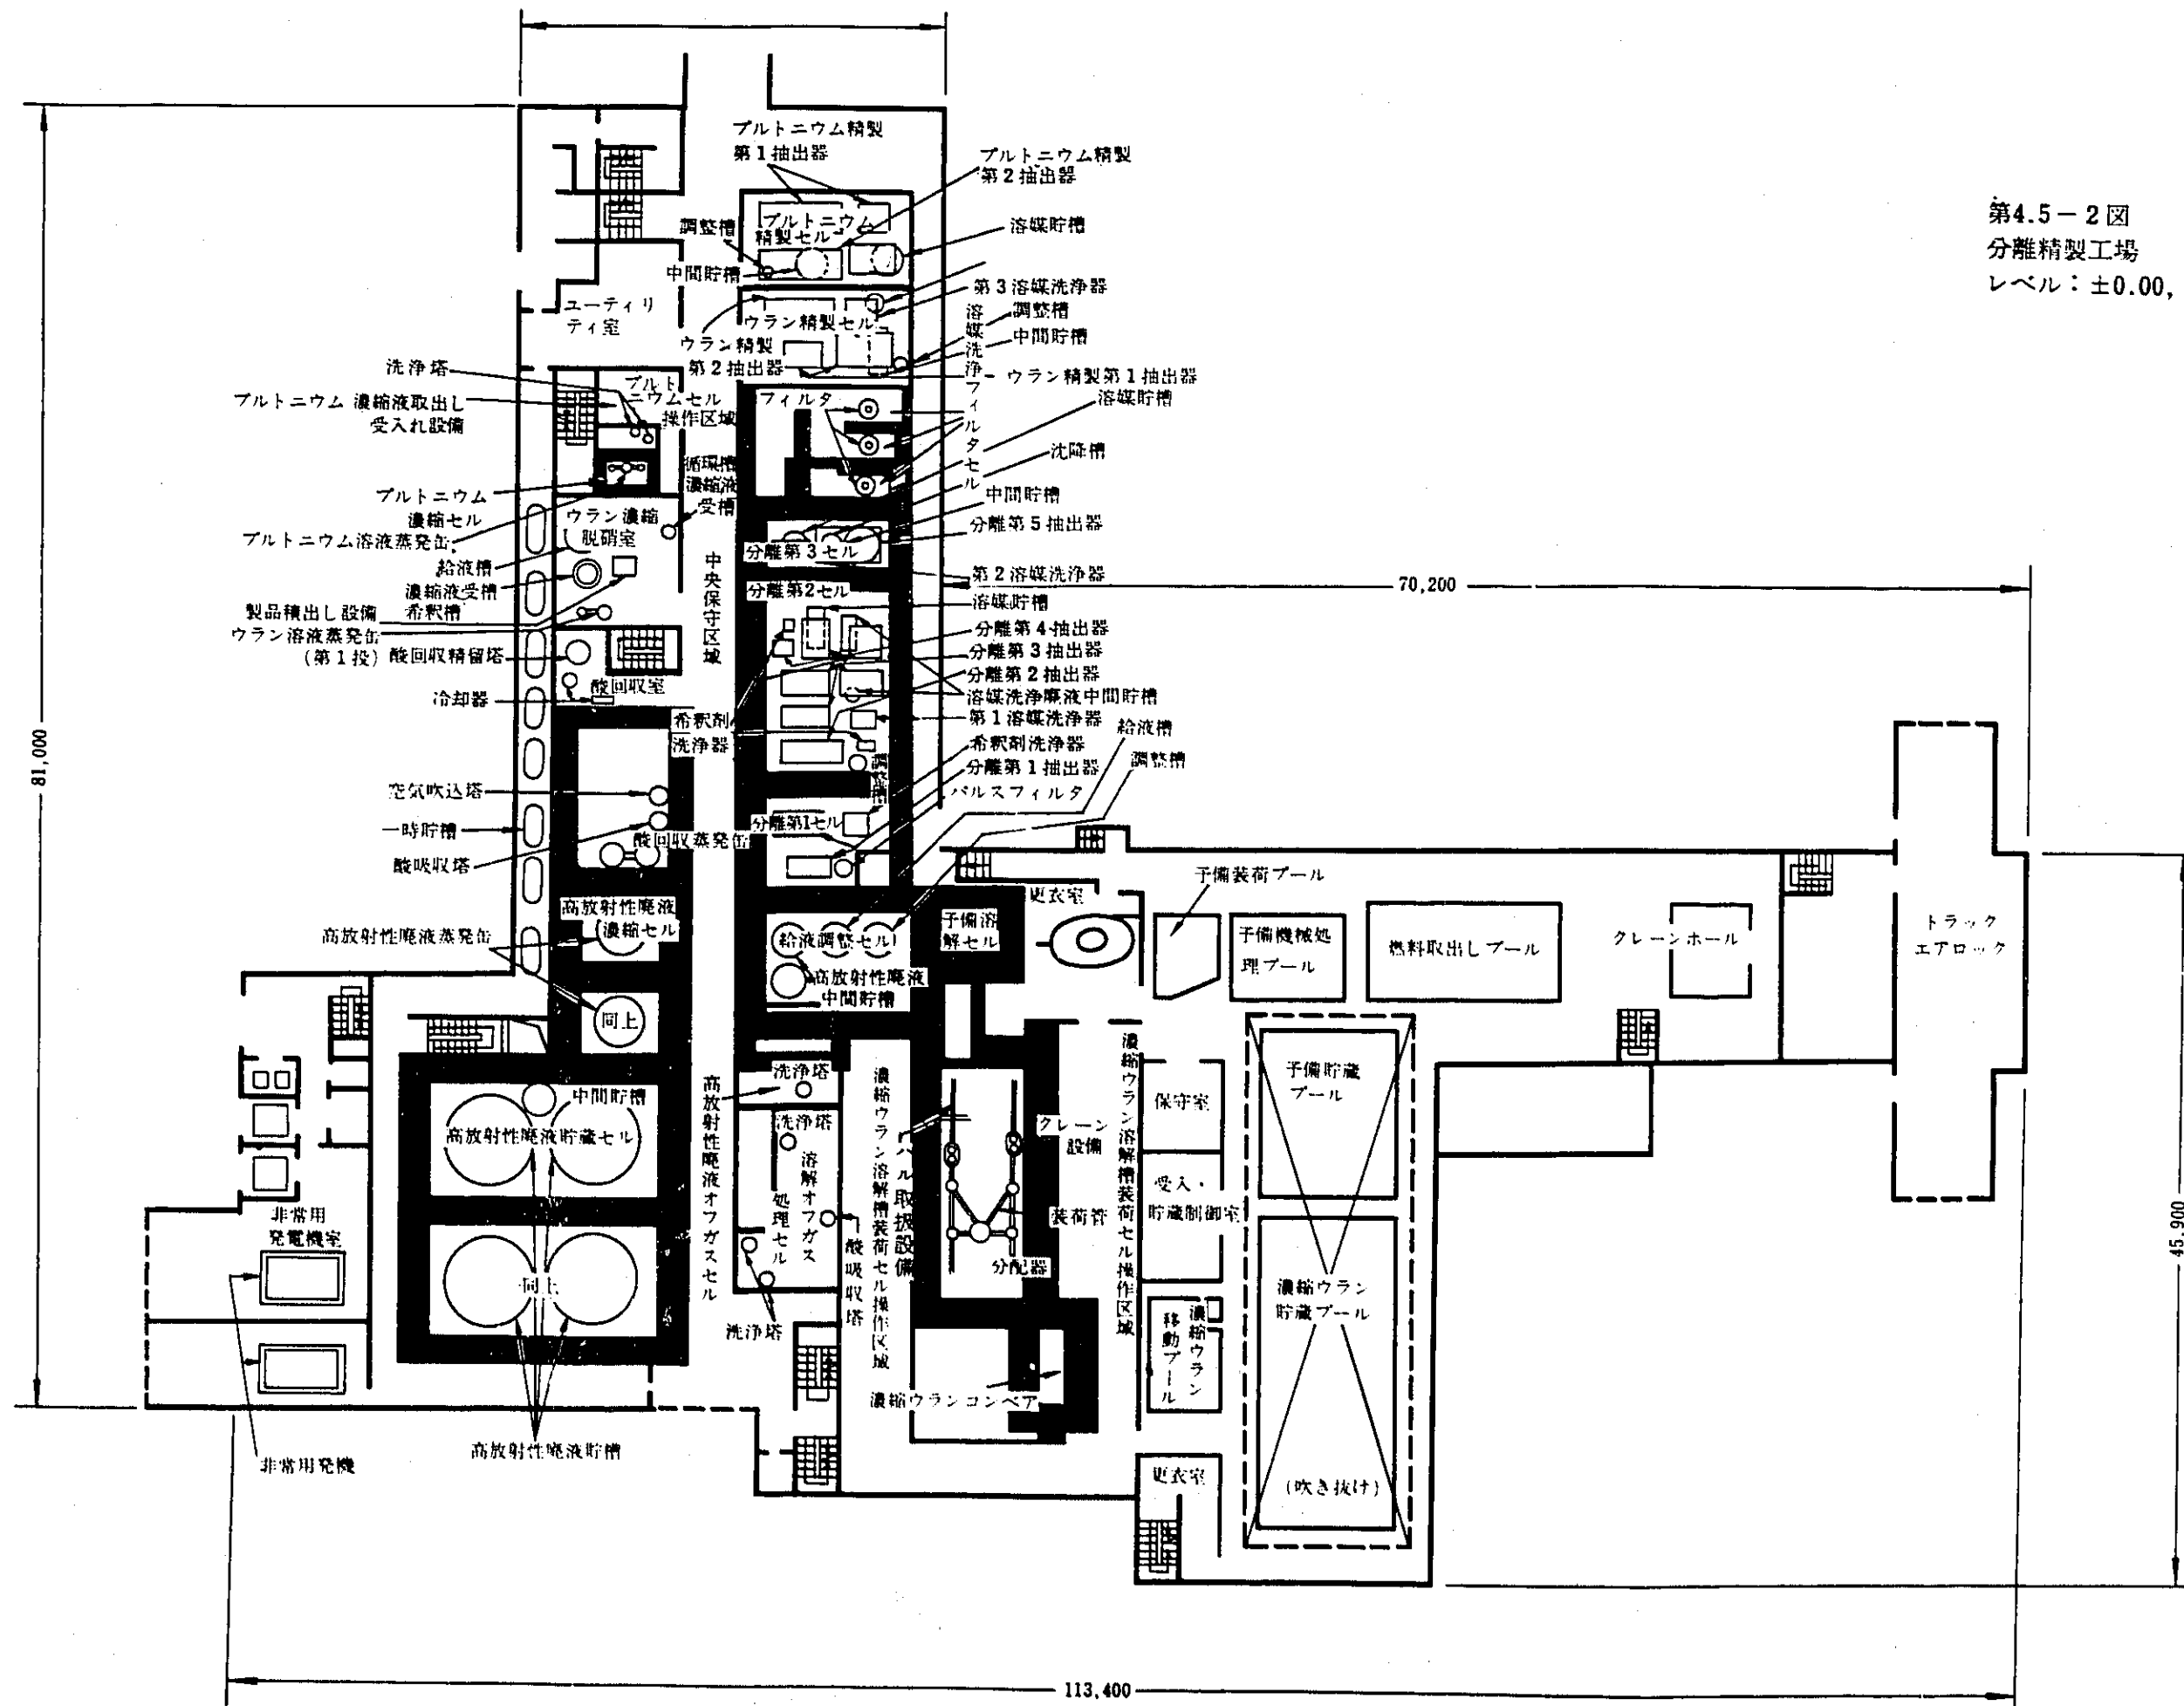 第4.5-2図
分離精製工場
レベル：±0.00,
プルトニウム精製
第1抽出器
プルトニウム精製
第2抽出器
プルトニウム
精製セル
調整槽
溶媒貯槽
中間貯槽
第3溶媒洗浄器
ユーティリ
ティ室
ウラン精製セル
調整槽
中間貯槽
ウラン精製
第2抽出器
溶媒洗浄フィルタセル
ウラン精製第1抽出器
洗浄塔
プルト
ニウムセル
操作区域
フィルタ
溶媒貯槽
プルトニウム 濃縮液取出し
受入れ設備
沈降槽
循環槽
濃縮液
受槽
中間貯槽
プルトニウム
濃縮セル
ウラン濃縮
脱硝室
分離第5抽出器
プルトニウム溶液蒸発缶
分離第3セル
給液槽
中央保守区域
第2溶媒洗浄器
70,200
濃縮液受槽
分離第2セル
製品積出し設備
希釈槽
溶媒貯槽
ウラン溶液蒸発缶
(第1投)
分離第4抽出器
酸回収精留塔
分離第3抽出器
分離第2抽出器
酸回収室
冷却器
溶媒洗浄廃液中間貯槽
希釈剤
洗浄器
第1溶媒洗浄器
給液槽
希釈剤洗浄器
調整槽
81,000
分離第1抽出器
調整槽
空気吹込塔
パルスフィルタ
一時貯槽
分離第1セル
酸回収蒸発缶
酸吸収塔
予備装荷プール
更衣室
高放射性廃液
濃縮セル
高放射性廃液蒸発缶
給液調整セル
予備溶
解セル
予備機械処
理プール
燃料取出しプール
クレーンホール
トラック
エアロック
高放射性廃液
中間貯槽
同上
中間貯槽
高放射性廃液貯蔵セル
高放射性廃液オフガスセル
洗浄塔
洗浄塔
溶解オフガス
処理セル
濃縮ウラン溶解槽装荷セル操作区域
ハル取扱設備
クレーン
設備
濃縮ウラン溶解槽装荷セル操作区域
保守室
予備貯蔵
プール
受入・
貯蔵制御室
装荷管
分配器
酸吸収塔
45,900
非常用
発電機室
同上
洗浄塔
濃縮ウラン
移動プール
濃縮ウラン
貯蔵プール
濃縮ウランコンベア
高放射性廃液貯槽
非常用発機
更衣室
(吹き抜け)
113,400